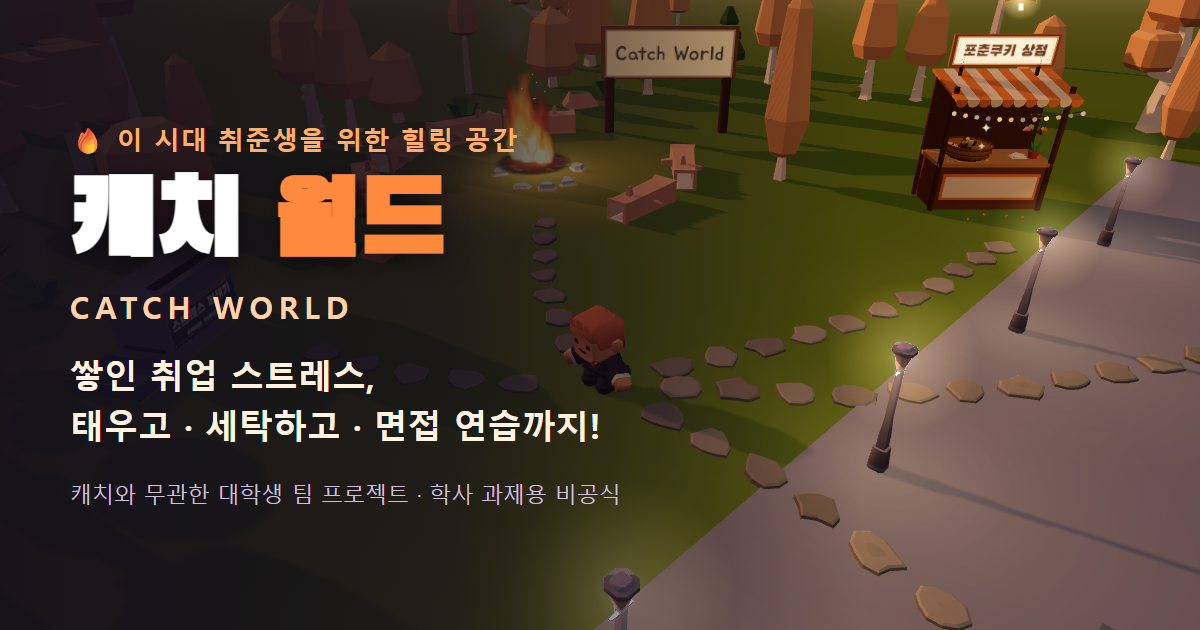 Catch World
포춘쿠키 상점
이 시대 취준생을 위한 힐링 공간
캐치 월드
CATCH WORLD
쌓인 취업 스트레스,
태우고 · 세탁하고 · 면접 연습까지!
캐치와 무관한 대학생 팀 프로젝트 · 학사 과제용 비공식